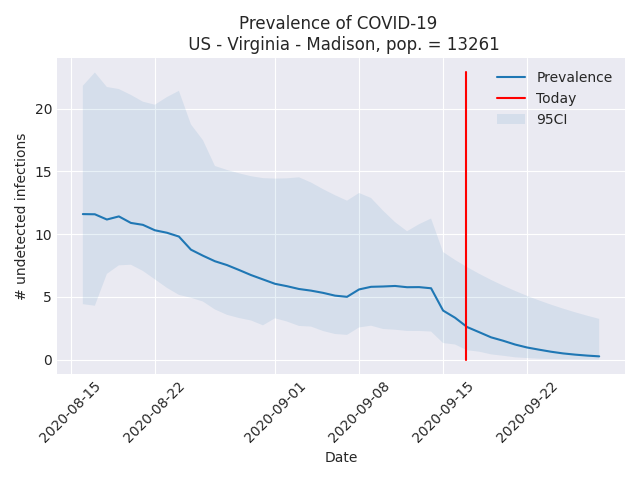 Prevalence of COVID-19
US - Virginia - Madison, pop. = 13261
Prevalence
Today
95CI
# undetected infections
20
15
10
5
0
2020-08-15
2020-08-22
2020-09-01
2020-09-08
2020-09-15
2020-09-22
Date